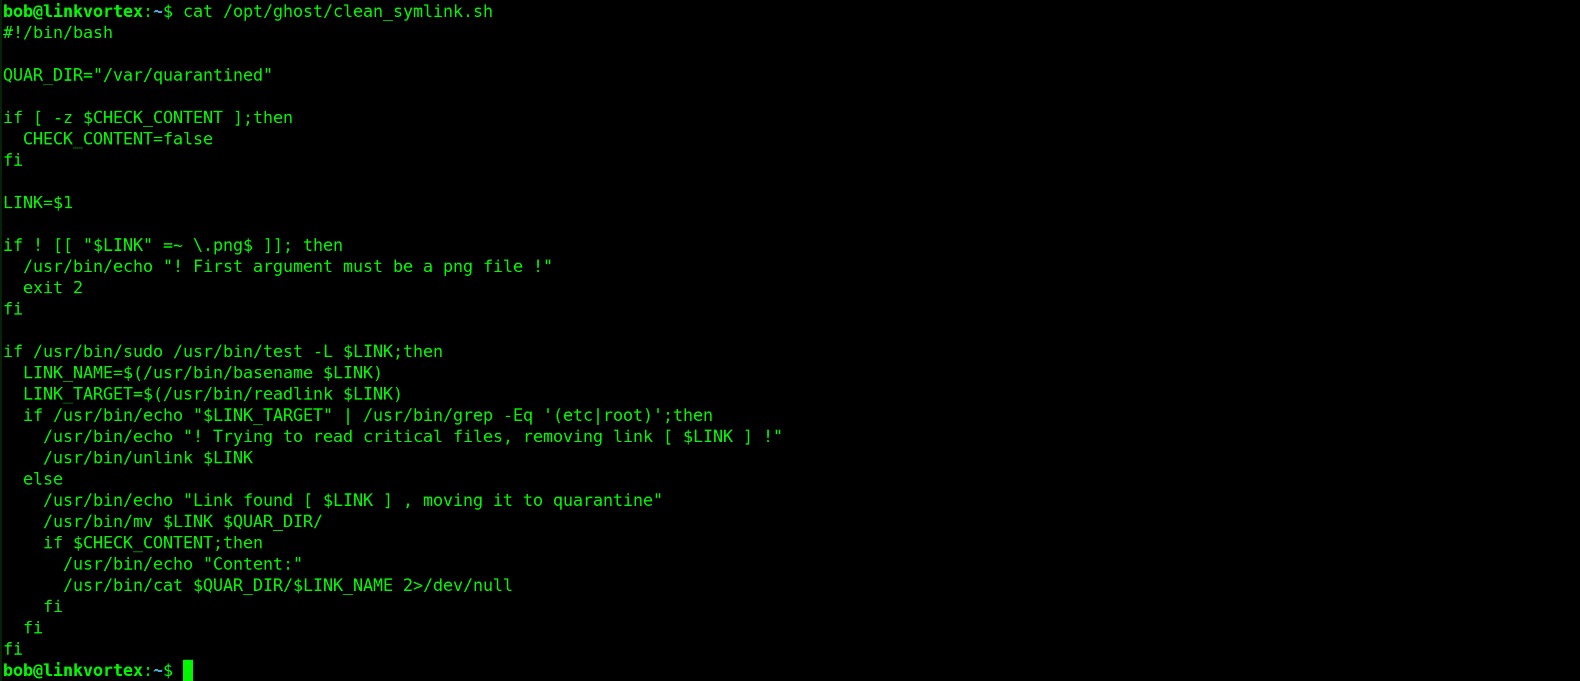 bob@linkvortex:~$ cat /opt/ghost/clean_symlink.sh
#!/bin/bash

QUAR_DIR="/var/quarantined"

if [ -z $CHECK_CONTENT ];then
  CHECK_CONTENT=false
fi

LINK=$1

if ! [[ "$LINK" =~ \.png$ ]]; then
  /usr/bin/echo "! First argument must be a png file !"
  exit 2
fi

if /usr/bin/sudo /usr/bin/test -L $LINK;then
  LINK_NAME=$(/usr/bin/basename $LINK)
  LINK_TARGET=$(/usr/bin/readlink $LINK)
  if /usr/bin/echo "$LINK_TARGET" | /usr/bin/grep -Eq '(etc|root)';then
    /usr/bin/echo "! Trying to read critical files, removing link [ $LINK ] !"
    /usr/bin/unlink $LINK
  else
    /usr/bin/echo "Link found [ $LINK ] , moving it to quarantine"
    /usr/bin/mv $LINK $QUAR_DIR/
    if $CHECK_CONTENT;then
      /usr/bin/echo "Content:"
      /usr/bin/cat $QUAR_DIR/$LINK_NAME 2>/dev/null
    fi
  fi
fi
bob@linkvortex:~$